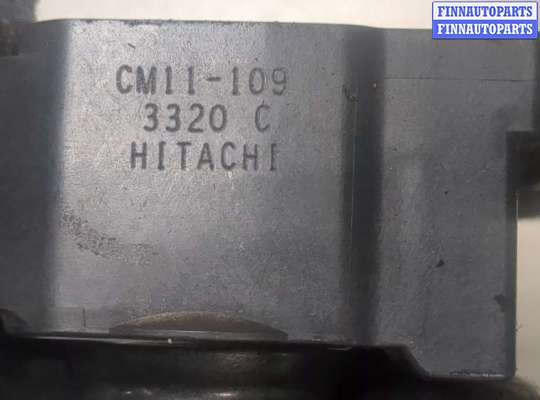 FINNAUTOPARTS
FINNAUTOPARTS
CM11-109
3320 C
HITACHI